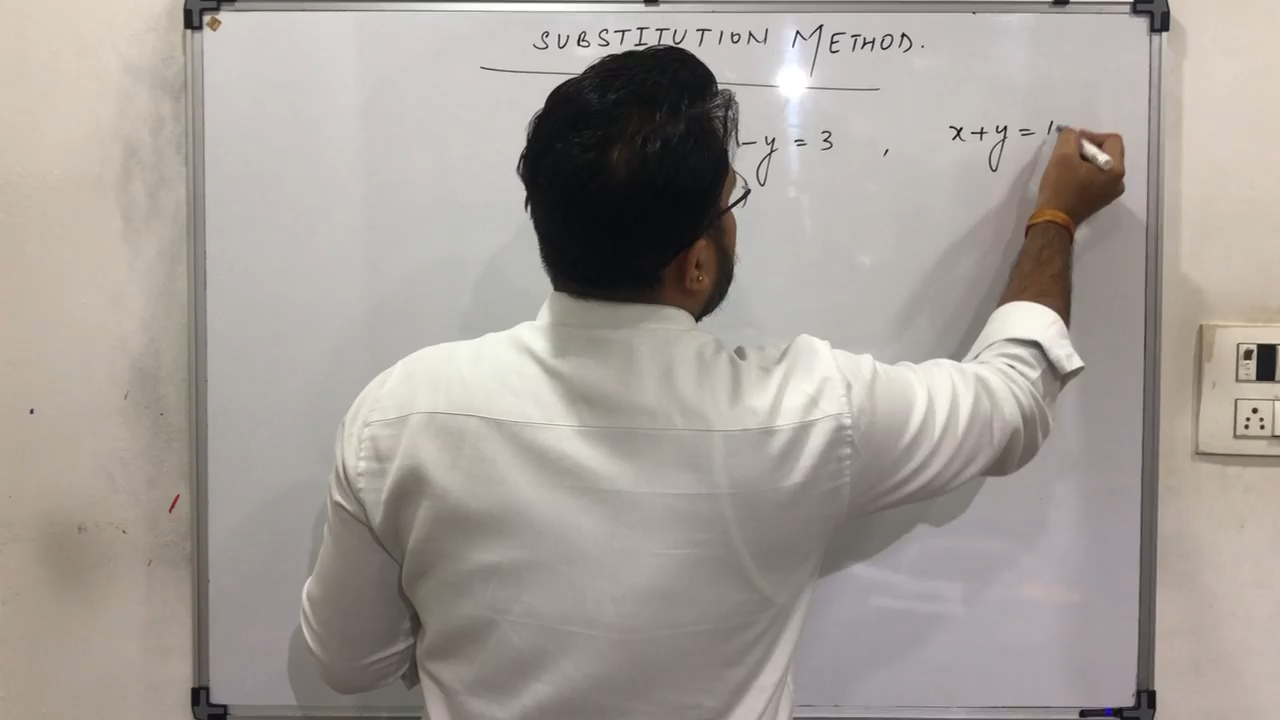 SUBSTITUTION METHOD.
-y = 3 , x+y = 1